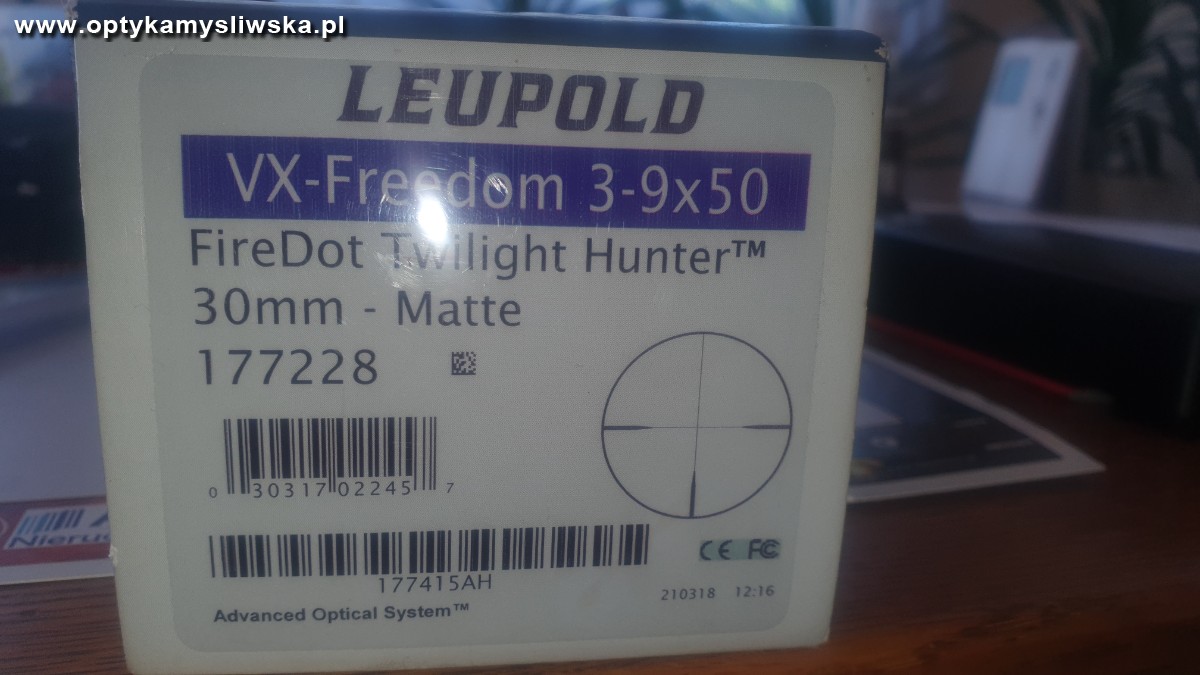 www.optykamysliwska.pl
LEUPOLD
VX-Freedom 3-9x50
FireDot Twilight Hunter™
30mm - Matte
177228
0 30317 02245 7
177415AH
CE FC
210318 12:16
Advanced Optical System™
Nieruc